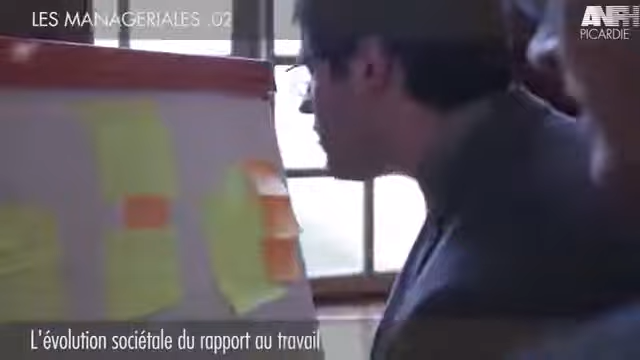 LES MANAGERIALES .02
ANFH
PICARDIE
L'évolution sociétale du rapport au travail